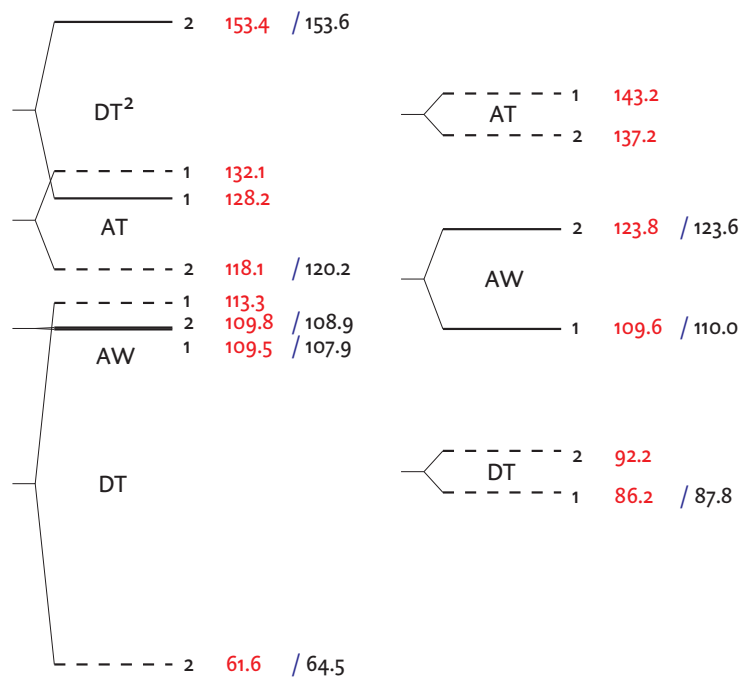 2 153.4 / 153.6
DT²
1 132.1
1 128.2
AT
2 118.1 / 120.2
1 113.3
2 109.8 / 108.9
AW
1 109.5 / 107.9
DT
2 61.6 / 64.5
1 143.2
AT
2 137.2
2 123.8 / 123.6
AW
1 109.6 / 110.0
2 92.2
DT
1 86.2 / 87.8